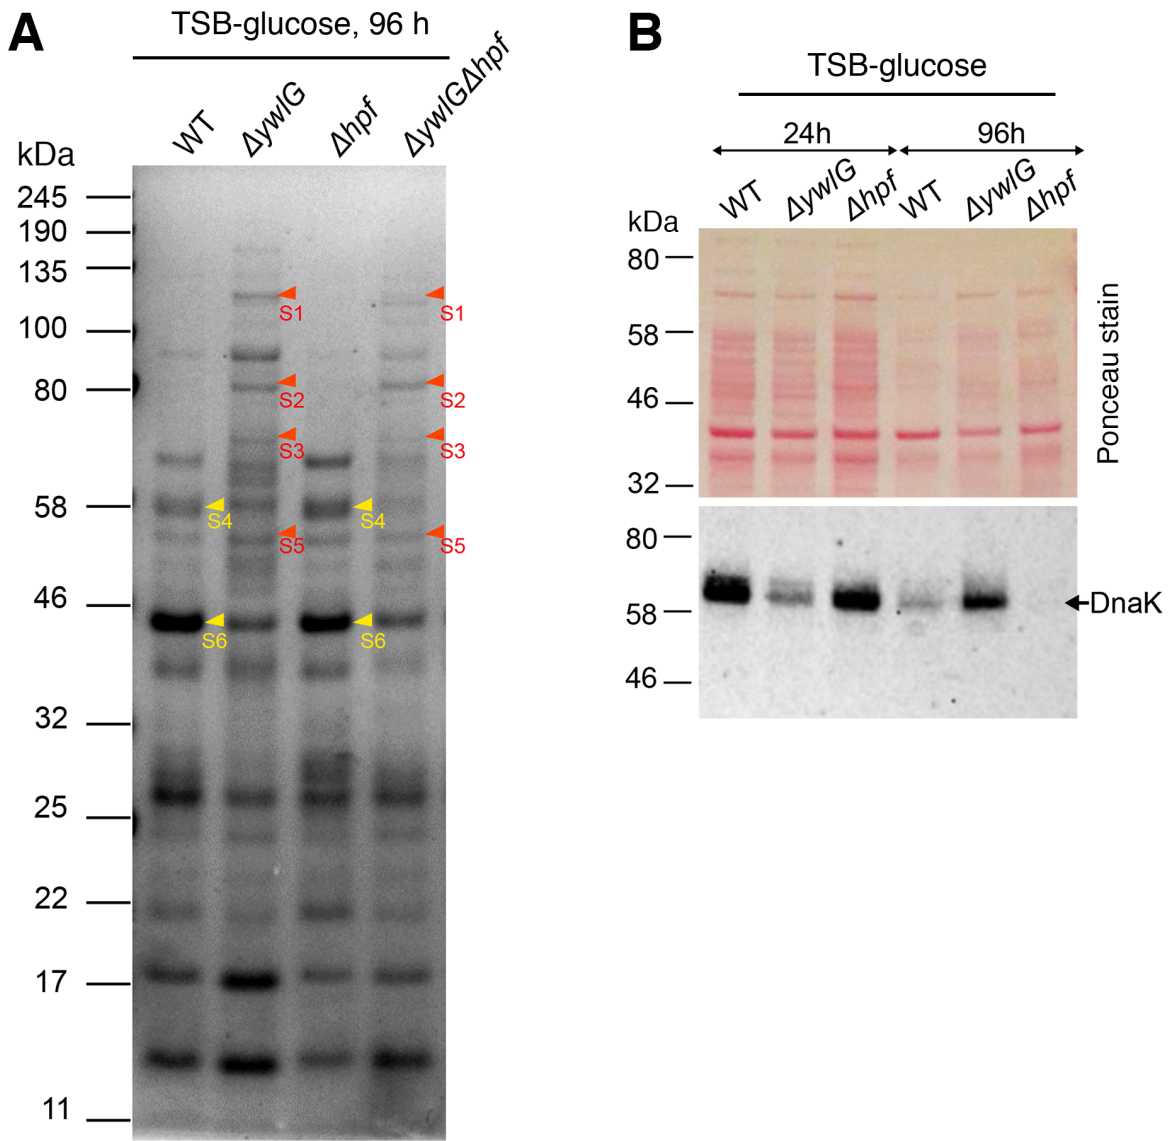 A
TSB-glucose, 96 h
WT
ΔywlG
Δhpf
ΔywlGΔhpf
kDa
245
190
135
100
80
58
46
32
25
22
17
11
S1
S1
S2
S2
S3
S3
S4
S4
S5
S5
S6
S6
B
TSB-glucose
24h
96h
WT
ΔywlG
Δhpf
WT
ΔywlG
Δhpf
kDa
80
58
46
32
Ponceau stain
80
58
46
DnaK